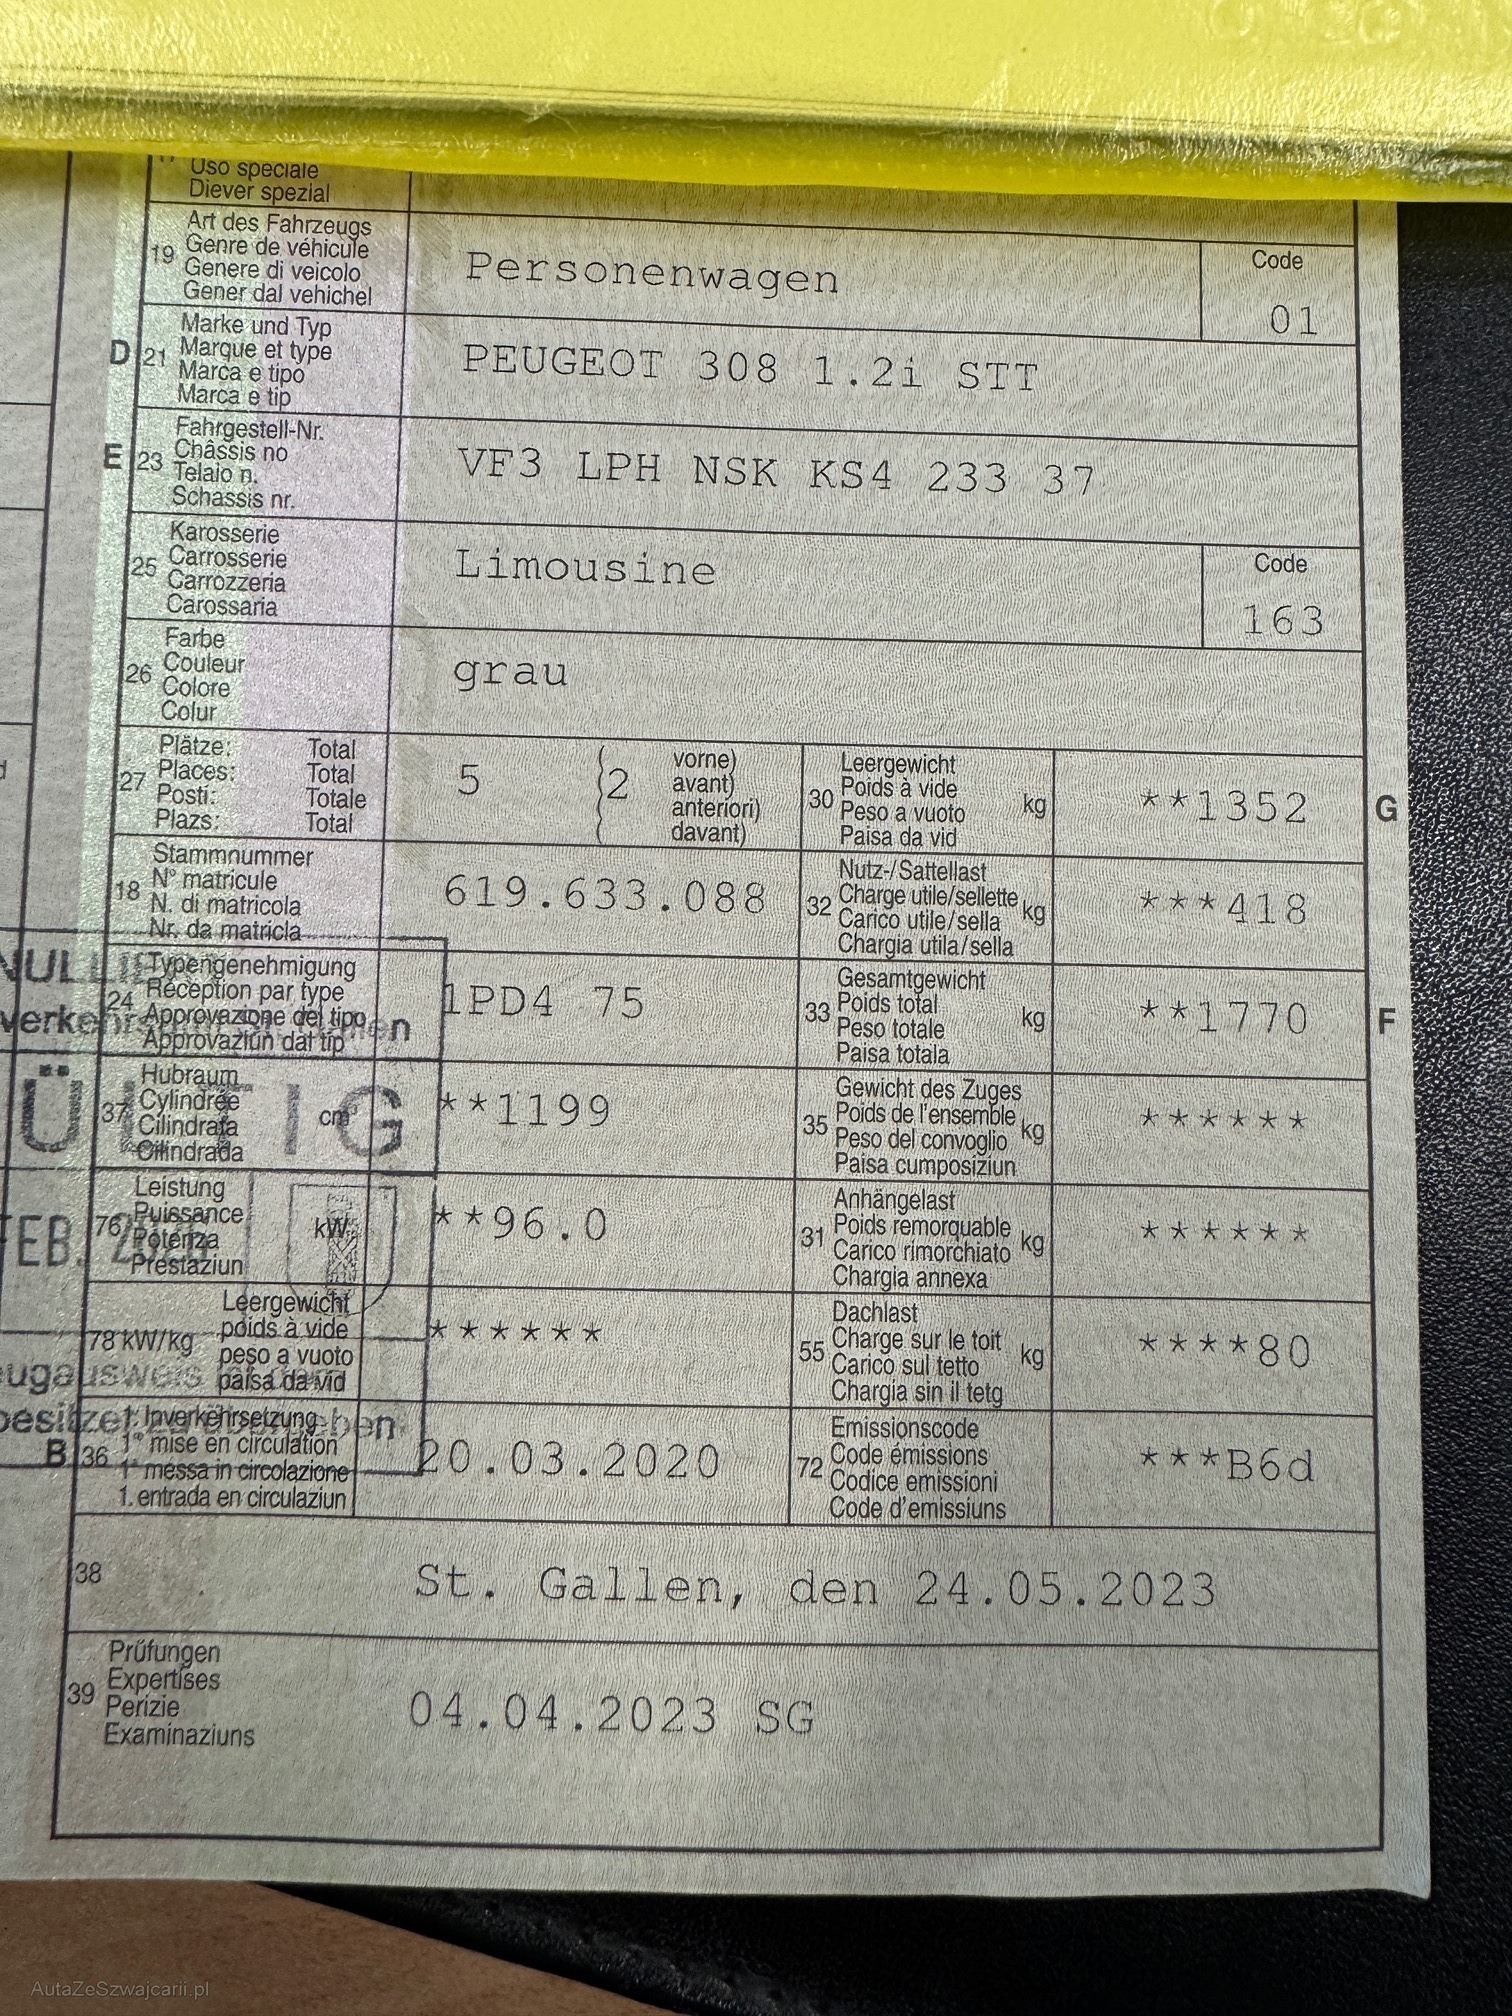 Uso speciale
Diever spezial
19 Art des Fahrzeugs
Genre de véhicule
Genere di veicolo
Gener dal vehichel
Personenwagen
Code
01
D 21 Marke und Typ
Marque et type
Marca e tipo
Marca e tip
PEUGEOT 308 1.2i STT
E 23 Fahrgestell-Nr.
Châssis no
Telaio n.
Schassis nr.
VF3 LPH NSK KS4 233 37
25 Karosserie
Carrosserie
Carrozzeria
Carossaria
Limousine
Code
163
26 Farbe
Couleur
Colore
Colur
grau
27 Plätze: Total
Places: Total
Posti: Totale
Plazs: Total
5 (2 vorne)
avant)
anteriori)
davant)
30 Leergewicht
Poids à vide
Peso a vuoto
Paisa da vid
kg
**1352
G
18 Stammnummer
N° matricule
N. di matricola
Nr. da matricla
619.633.088
32 Nutz-/Sattellast
Charge utile/sellette
Carico utile/sella
Chargia utila/sella
kg
***418
24 Typengenehmigung
Réception par type
Approvazione del tipo
Approvaziun dal tip
1PD4 75
33 Gesamtgewicht
Poids total
Peso totale
Paisa totala
kg
**1770
F
37 Hubraum
Cylindrée
Cilindrata
Cilindrada
cm³
**1199
35 Gewicht des Zuges
Poids de l'ensemble
Peso del convoglio
Paisa cumposiziun
kg
******
76 Leistung
Puissance
Potenza
Prestaziun
kW
**96.0
31 Anhängelast
Poids remorquable
Carico rimorchiato
Chargia annexa
kg
******
78 kW/kg Leergewicht
poids à vide
peso a vuoto
paisa da vid
******
55 Dachlast
Charge sur le toit
Carico sul tetto
Chargia sin il tetg
kg
****80
B 36 1. Inverkehrsetzung
1re mise en circulation
1a messa in circolazione
1. entrada en circulaziun
20.03.2020
72 Emissionscode
Code émissions
Codice emissioni
Code d'emissiuns
***B6d
38
St. Gallen, den 24.05.2023
39 Prüfungen
Expertises
Perizie
Examinaziuns
04.04.2023 SG
AutaZeSzwajcarii.pl